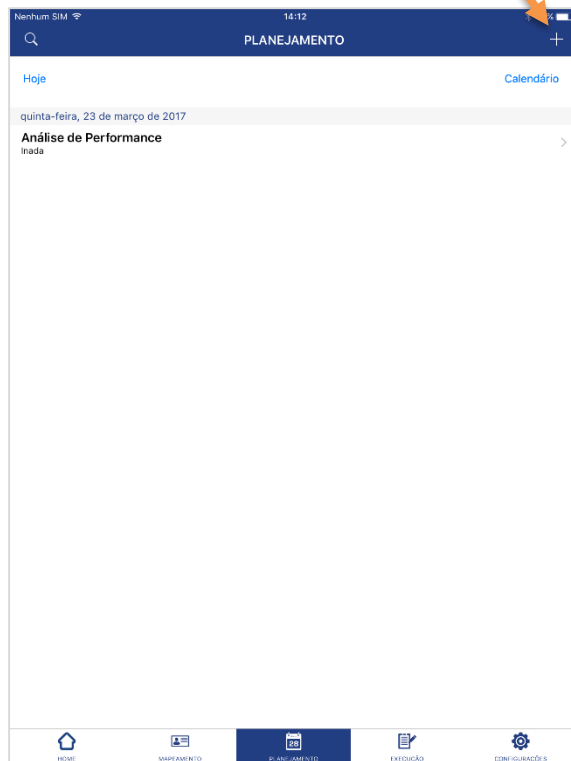 Nenhum SIM 14:12 %
PLANEJAMENTO
Hoje Calendário
quinta-feira, 23 de março de 2017
Análise de Performance
Inada
28
HOME MAPEAMENTO PLANEJAMENTO EXECUÇÃO CONFIGURAÇÕES